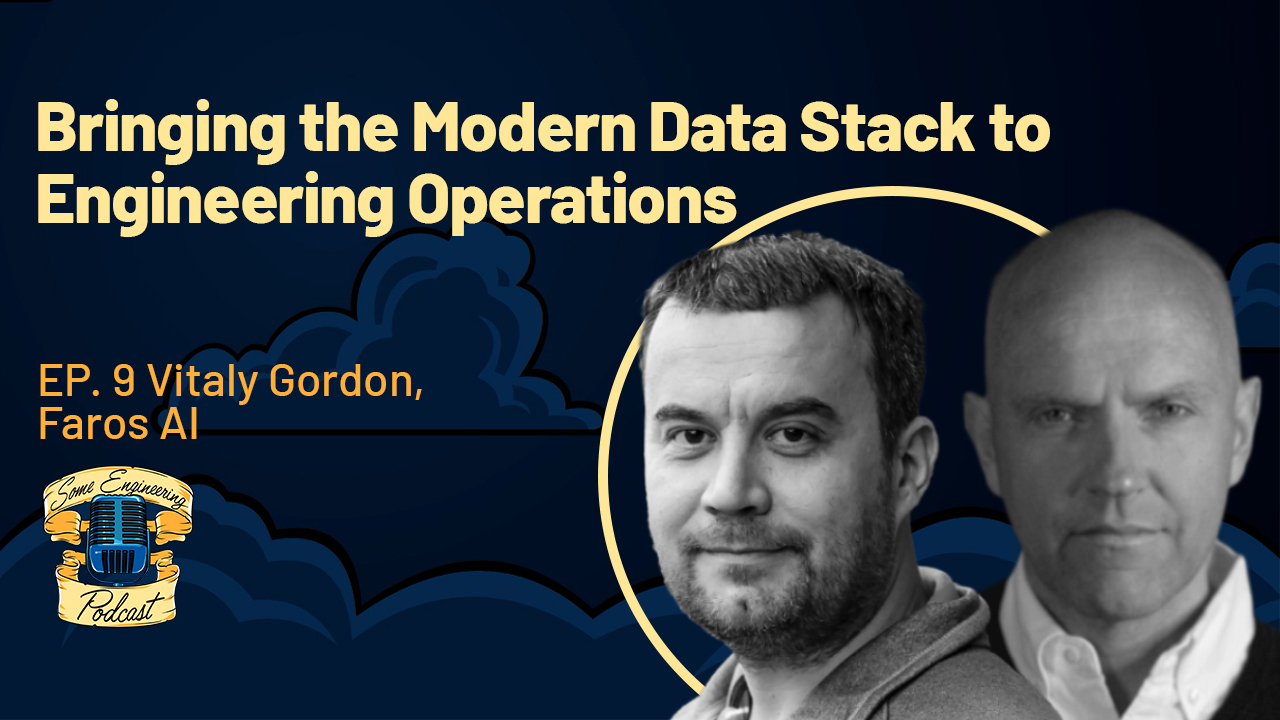 Bringing the Modern Data Stack to
Engineering Operations
EP. 9 Vitaly Gordon,
Faros AI
Some Engineering
Podcast